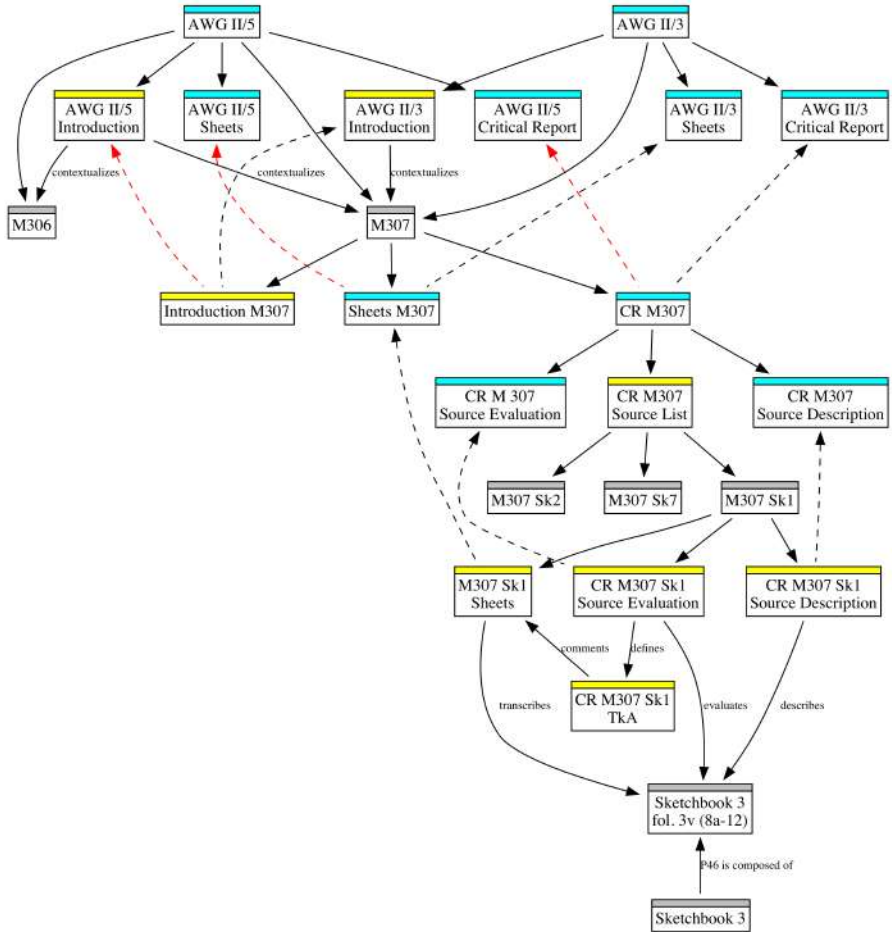 AWG II/5
AWG II/3
AWG II/5
Introduction
AWG II/5
Sheets
AWG II/3
Introduction
AWG II/5
Critical Report
AWG II/3
Sheets
AWG II/3
Critical Report
contextualizes
contextualizes
contextualizes
M306
M307
Introduction M307
Sheets M307
CR M307
CR M 307
Source Evaluation
CR M307
Source List
CR M307
Source Description
M307 Sk2
M307 Sk7
M307 Sk1
M307 Sk1
Sheets
CR M307 Sk1
Source Evaluation
CR M307 Sk1
Source Description
comments
defines
CR M307 Sk1
TkA
transcribes
evaluates
describes
Sketchbook 3
fol. 3v (8a-12)
P46 is composed of
Sketchbook 3